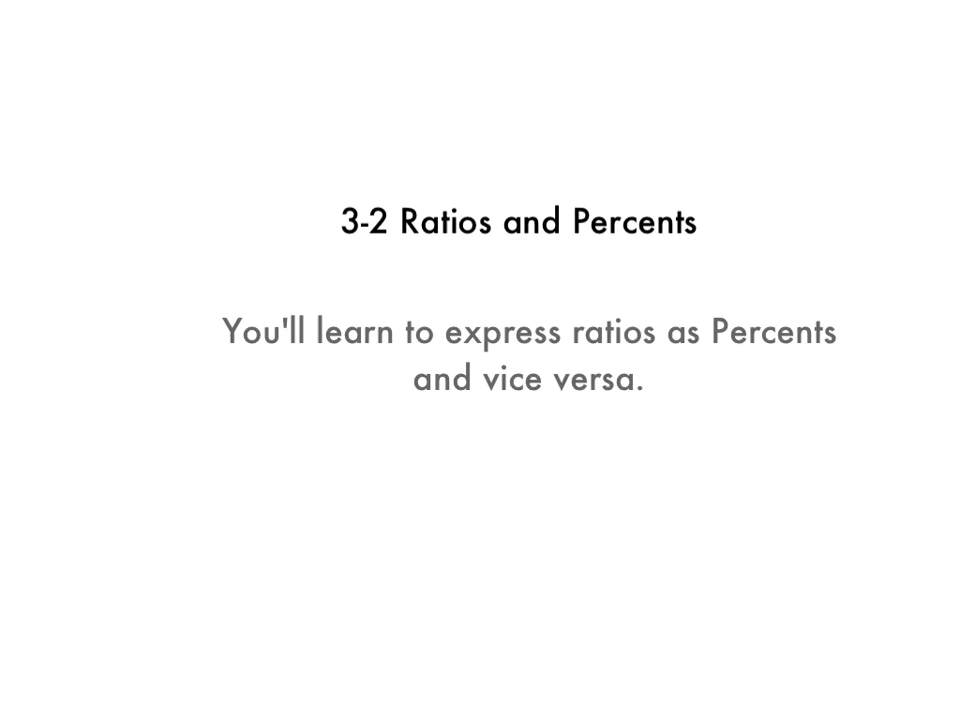 3-2 Ratios and Percents
You'll learn to express ratios as Percents
and vice versa.